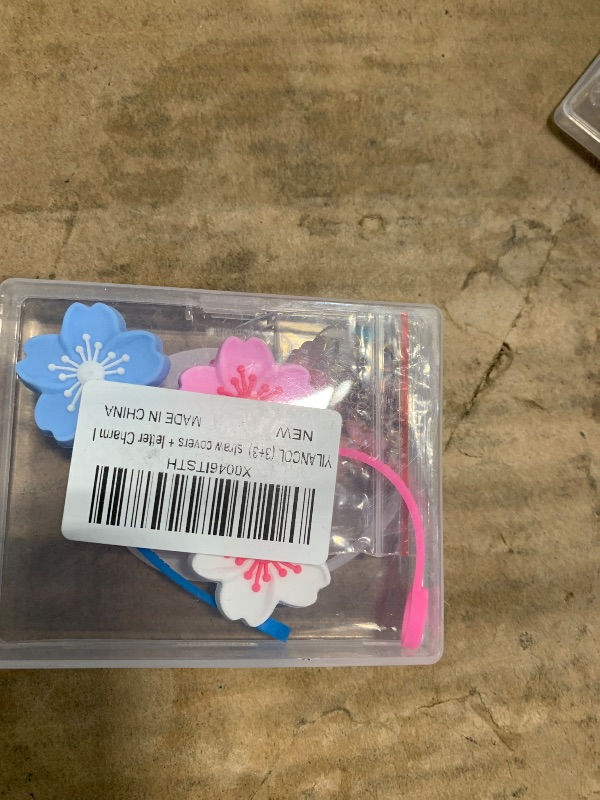 X0046ITSTH
YILANCOL (3+3) straw covers + letter Charm |
NEW
MADE IN CHINA